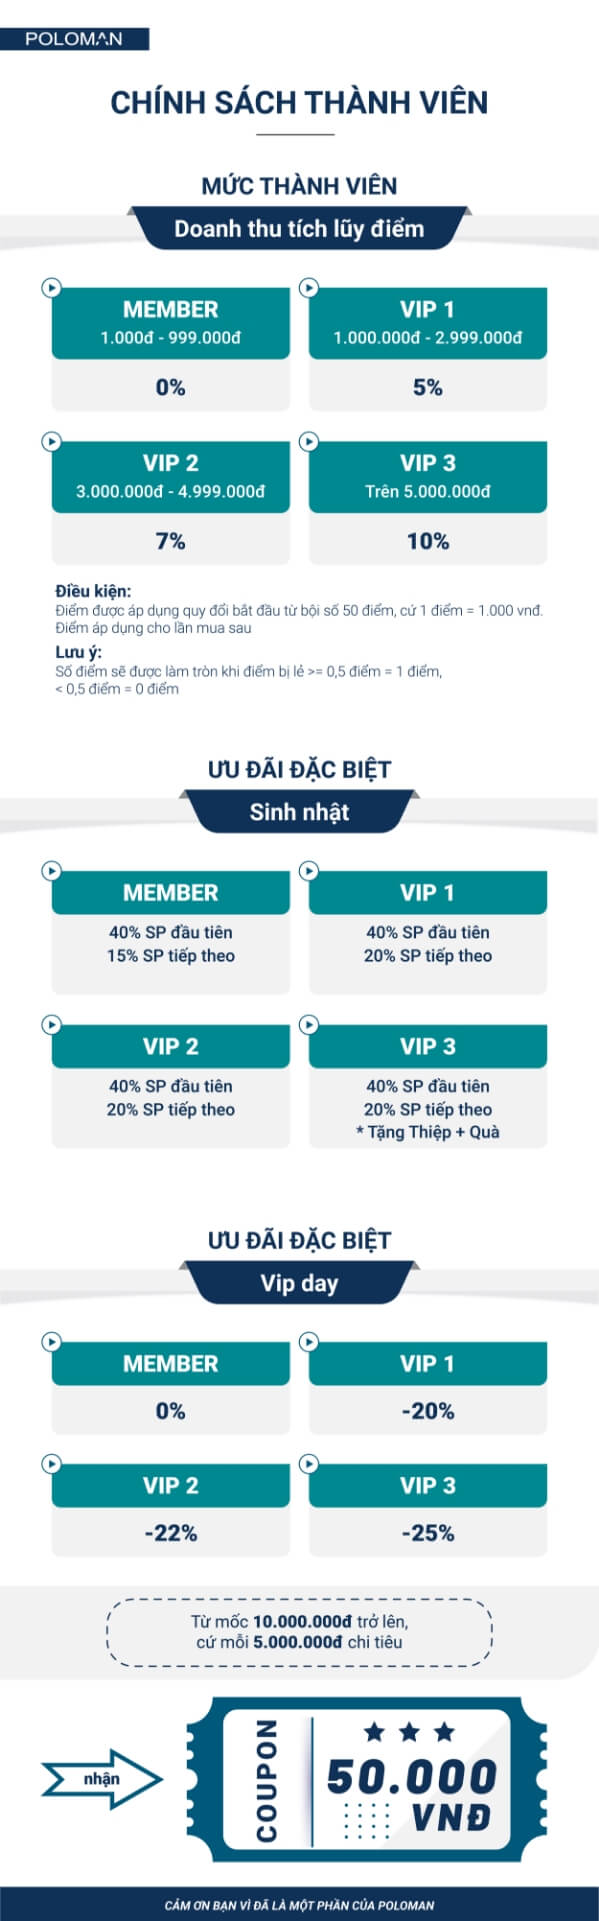 POLOMAN
CHÍNH SÁCH THÀNH VIÊN
MỨC THÀNH VIÊN
Doanh thu tích lũy điểm
MEMBER
1.000đ - 999.000đ
0%
VIP 1
1.000.000đ - 2.999.000đ
5%
VIP 2
3.000.000đ - 4.999.000đ
7%
VIP 3
Trên 5.000.000đ
10%
Điều kiện:
Điểm được áp dụng quy đổi bắt đầu từ bội số 50 điểm, cứ 1 điểm = 1.000 vnđ.
Điểm áp dụng cho lần mua sau
Lưu ý:
Số điểm sẽ được làm tròn khi điểm bị lẻ >= 0,5 điểm = 1 điểm,
< 0,5 điểm = 0 điểm
ƯU ĐÃI ĐẶC BIỆT
Sinh nhật
MEMBER
40% SP đầu tiên
15% SP tiếp theo
VIP 1
40% SP đầu tiên
20% SP tiếp theo
VIP 2
40% SP đầu tiên
20% SP tiếp theo
VIP 3
40% SP đầu tiên
20% SP tiếp theo
* Tặng Thiệp + Quà
ƯU ĐÃI ĐẶC BIỆT
Vip day
MEMBER
0%
VIP 1
-20%
VIP 2
-22%
VIP 3
-25%
Từ mốc 10.000.000đ trở lên,
cứ mỗi 5.000.000đ chi tiêu
nhận
COUPON
50.000
VNĐ
CẢM ƠN BẠN VÌ ĐÃ LÀ MỘT PHẦN CỦA POLOMAN